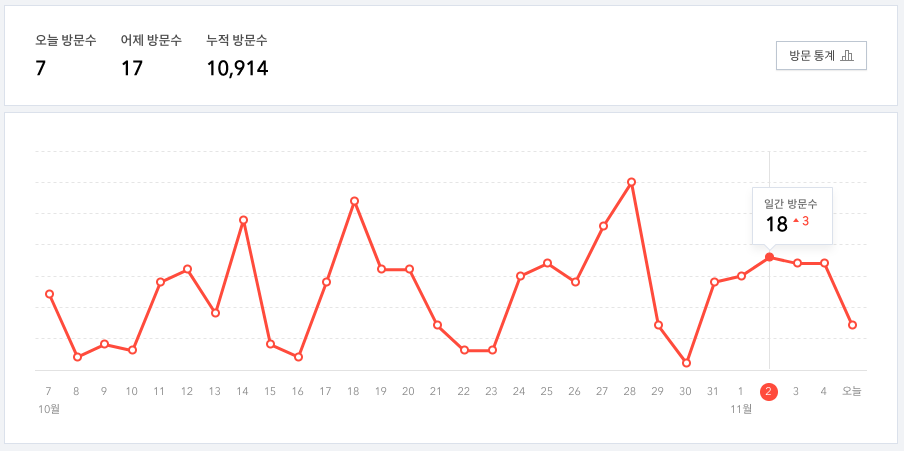 오늘 방문수 어제 방문수 누적 방문수
7 17 10,914
방문 통계
일간 방문수
18 3
7 8 9 10 11 12 13 14 15 16 17 18 19 20 21 22 23 24 25 26 27 28 29 30 31 1 2 3 4 오늘
10월 11월